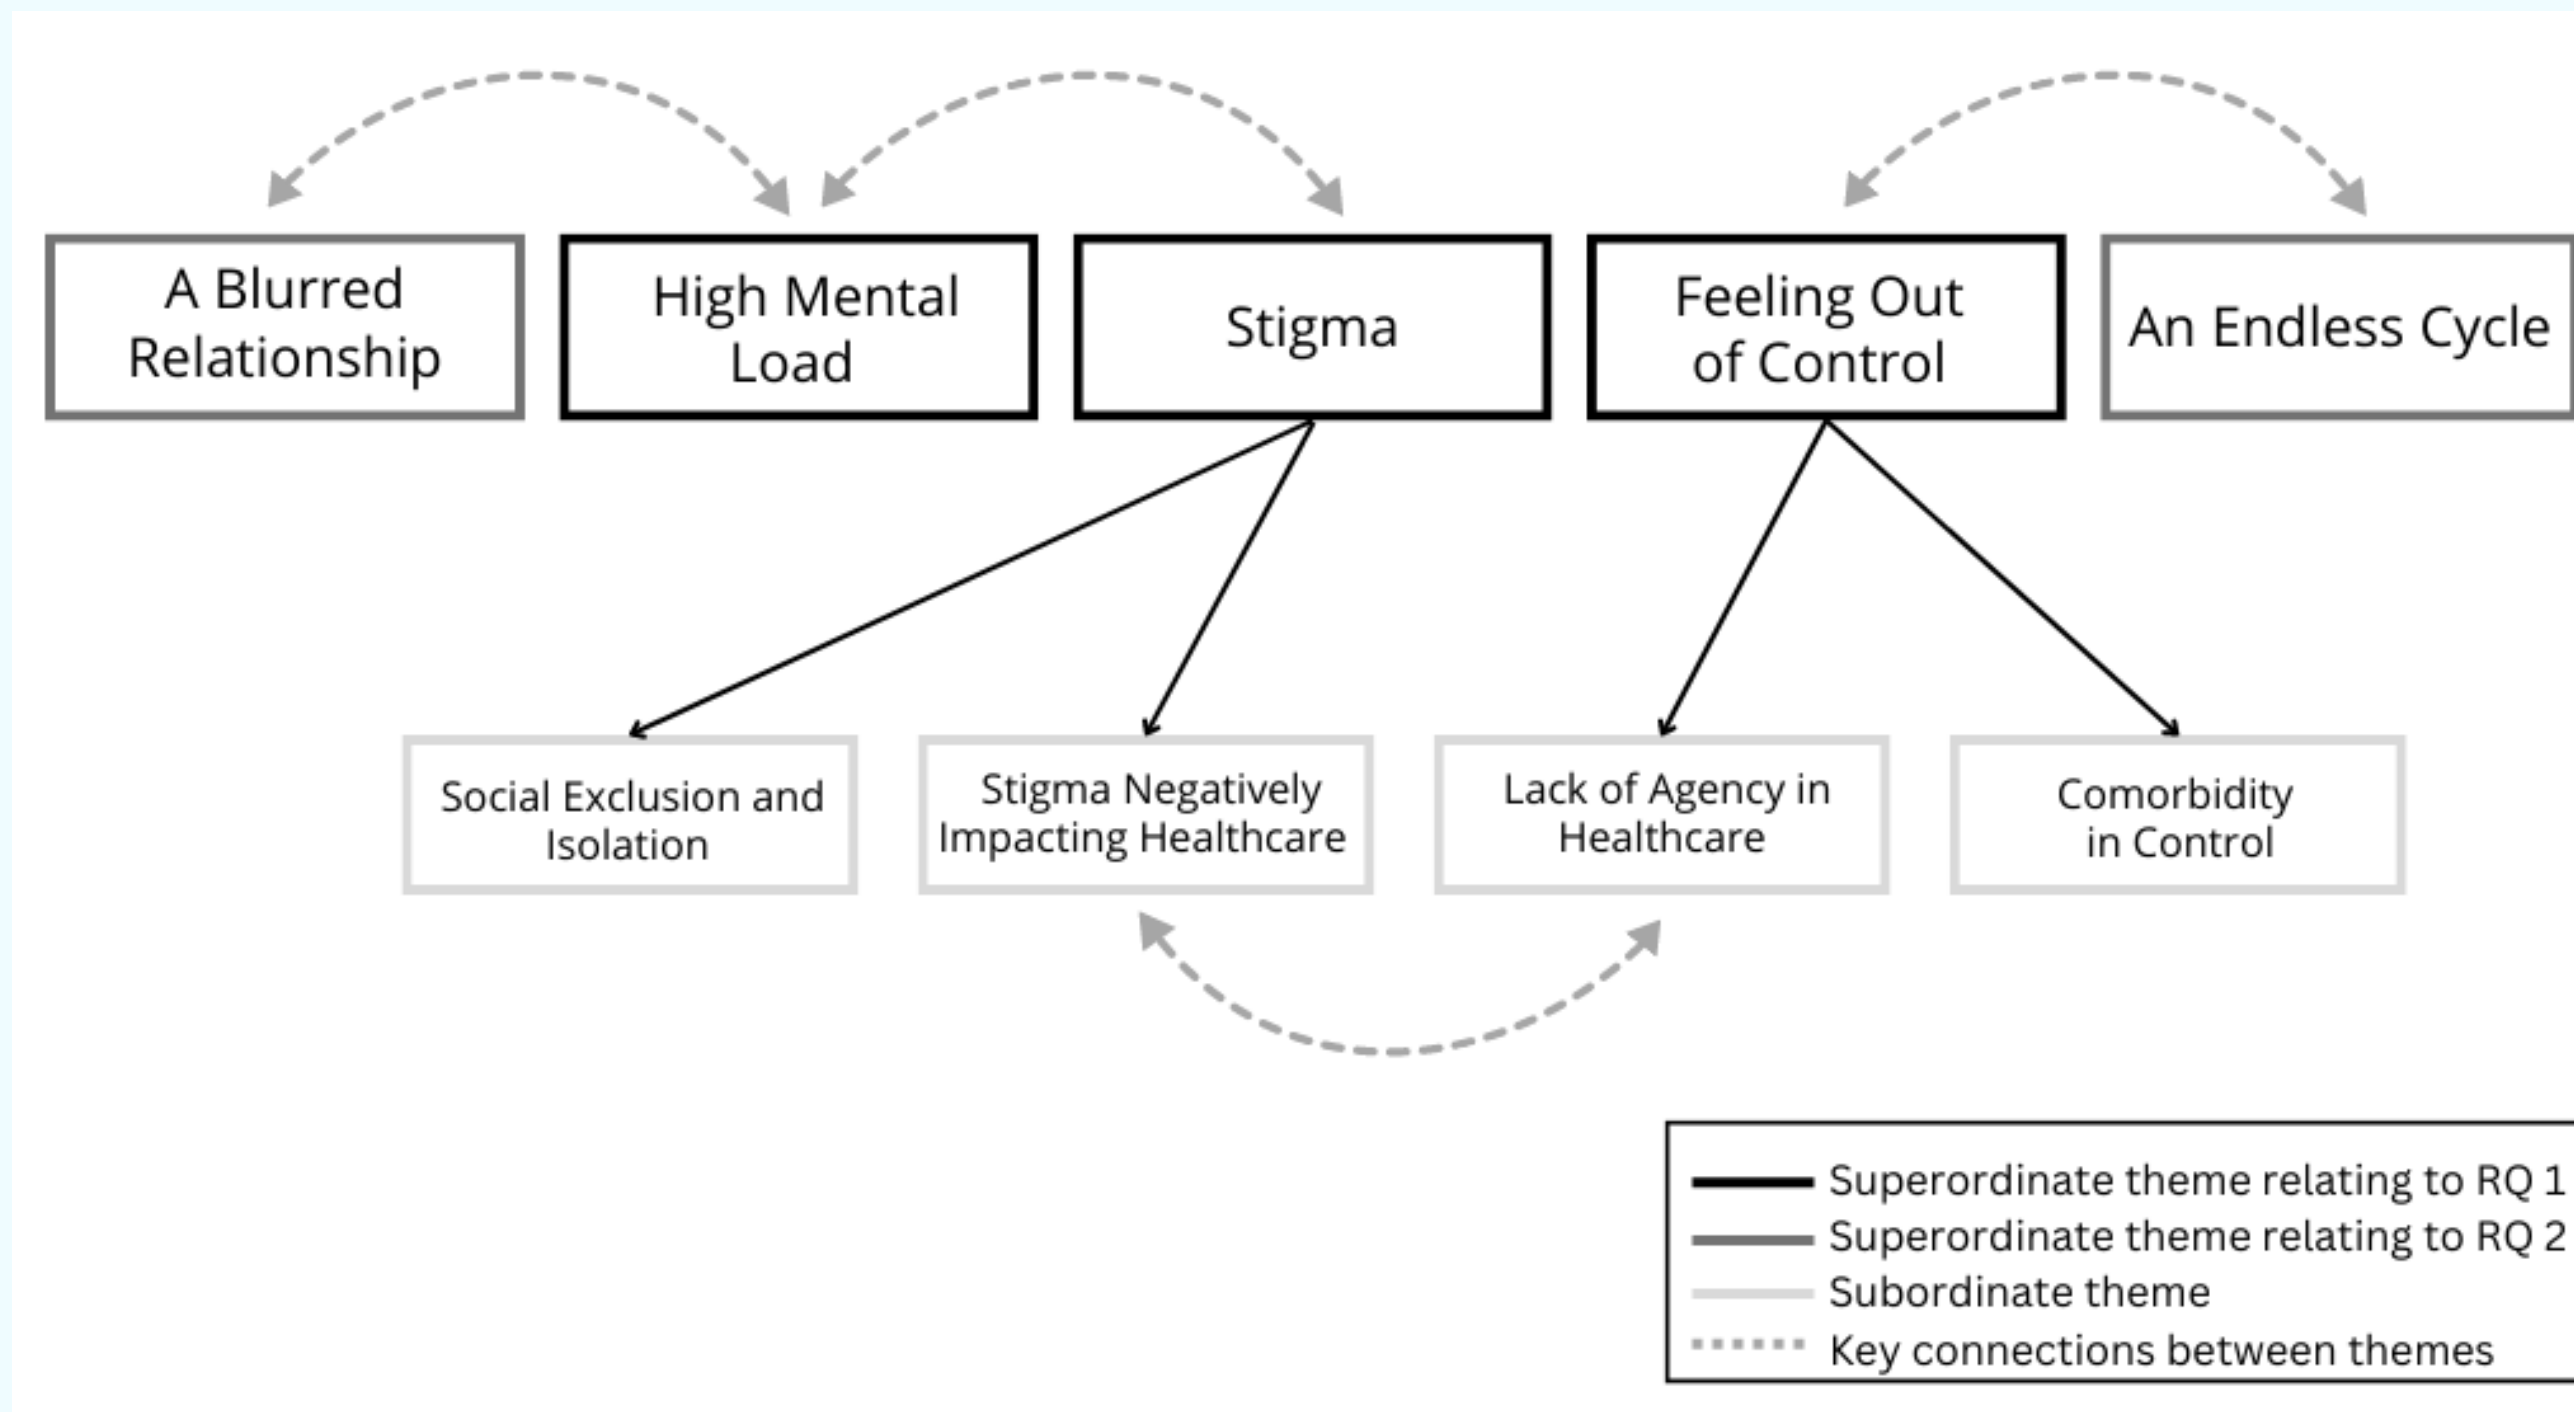 A Blurred
Relationship
High Mental
Load
Stigma
Feeling Out
of Control
An Endless Cycle
Social Exclusion and
Isolation
Stigma Negatively
Impacting Healthcare
Lack of Agency in
Healthcare
Comorbidity
in Control
Superordinate theme relating to RQ 1
Superordinate theme relating to RQ 2
Subordinate theme
Key connections between themes